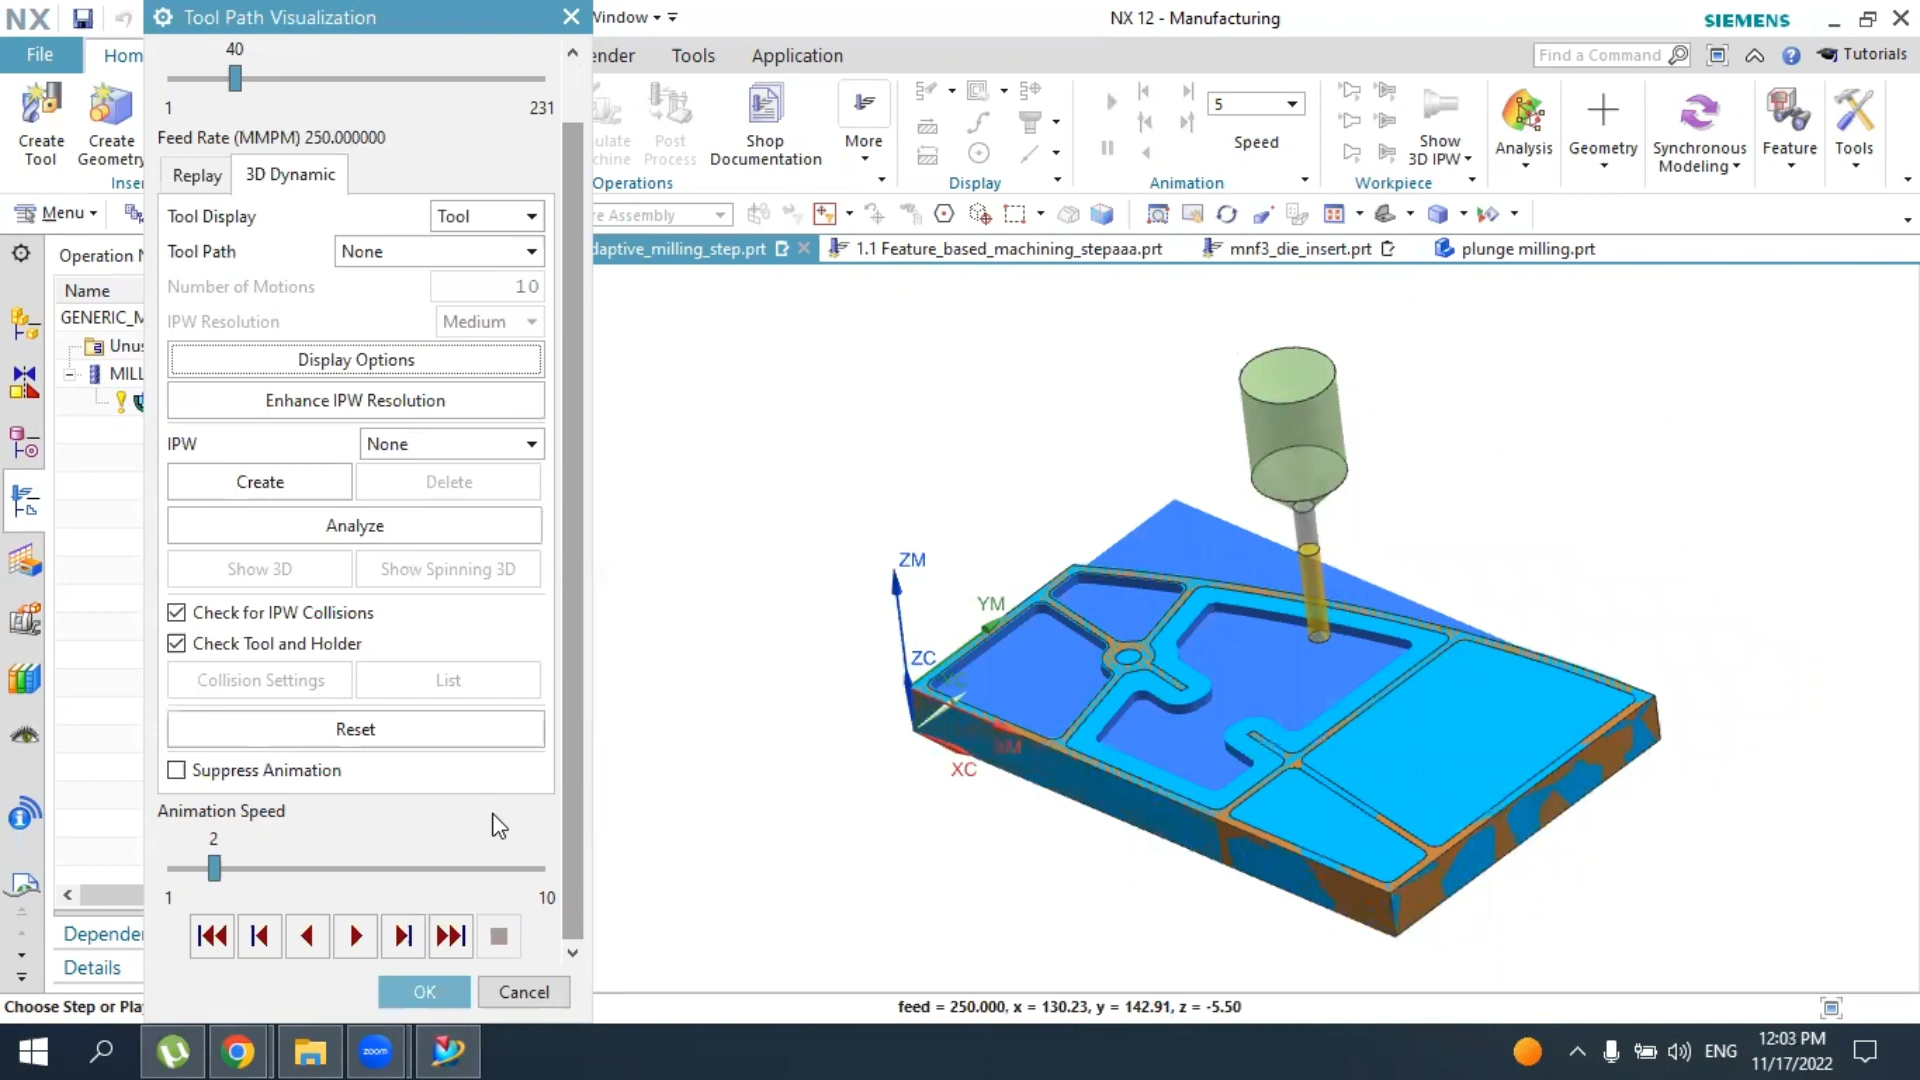 NX
Tool Path Visualization
Window
NX 12 - Manufacturing
SIEMENS
File
Hom
ender
Tools
Application
Find a Command
Tutorials
40
1
231
Feed Rate (MMPM) 250.000000
Replay
3D Dynamic
Create
Tool
Create
Geometry
Post
Process
Shop
Documentation
More
5
Speed
Show
3D IPW
Analysis
Geometry
Synchronous
Modeling
Feature
Tools
Inser
Operations
Display
Animation
Workpiece
Menu
re Assembly
Operation N
daptive_milling_step.prt
1.1 Feature_based_machining_stepaaa.prt
mnf3_die_insert.prt
plunge milling.prt
Name
GENERIC_M
Unus
MILL
Tool Display
Tool
Tool Path
None
Number of Motions
10
IPW Resolution
Medium
Display Options
Enhance IPW Resolution
IPW
None
Create
Delete
Analyze
Show 3D
Show Spinning 3D
Check for IPW Collisions
Check Tool and Holder
Collision Settings
List
Reset
Suppress Animation
Animation Speed
2
1
10
ZM
YM
ZC
XC
Depender
Details
OK
Cancel
Choose Step or Pla
feed = 250.000, x = 130.23, y = 142.91, z = -5.50
zoom
ENG
12:03 PM
11/17/2022